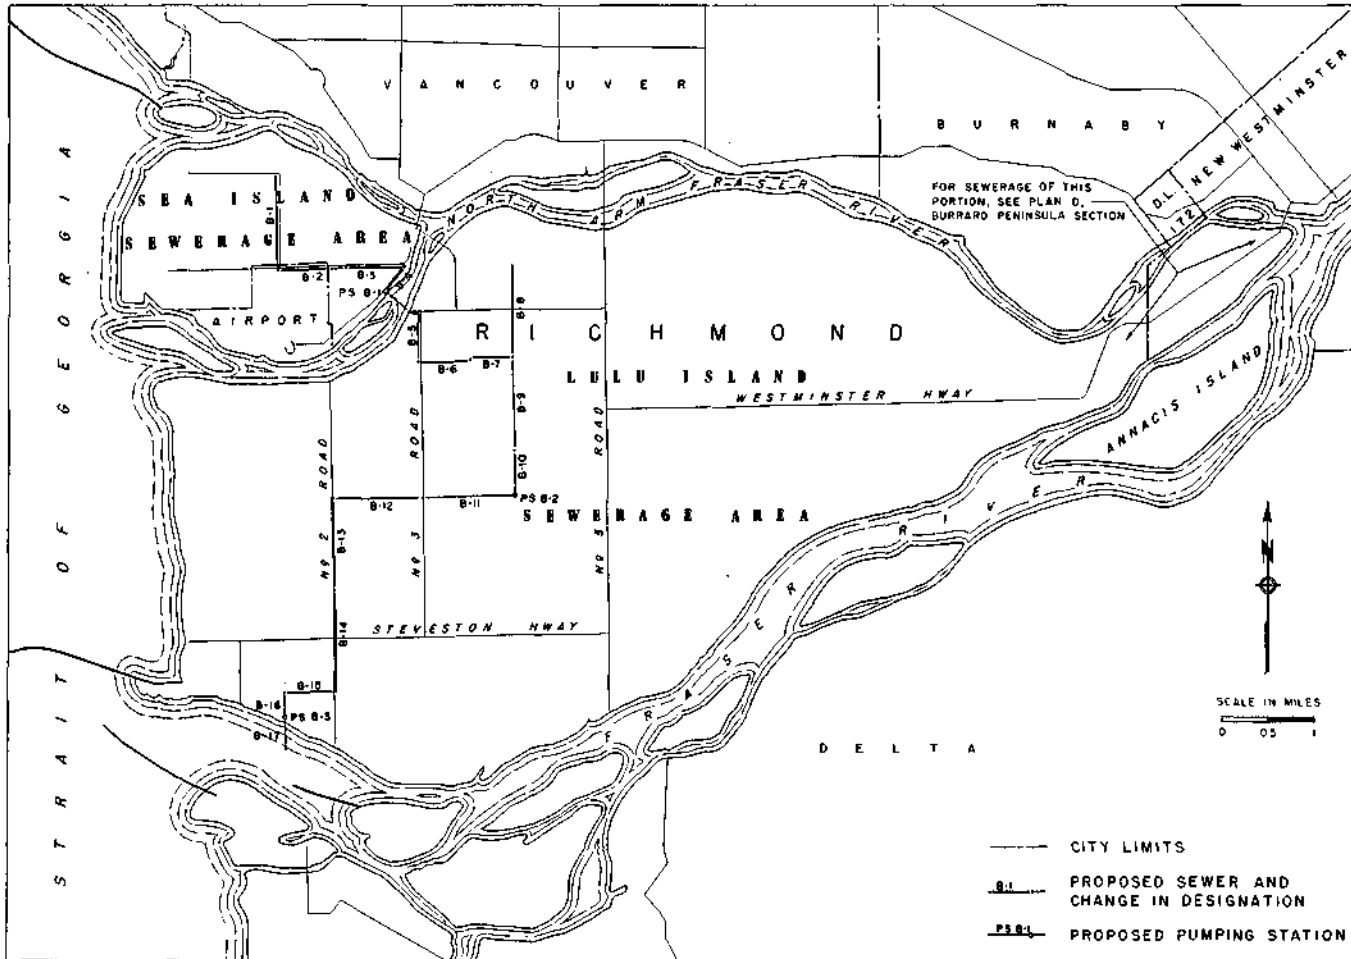 VANCOUVER
BURNABY
NEW WESTMINSTER
D.L.
172
FOR SEWERAGE OF THIS
PORTION, SEE PLAN D,
BURRARD PENINSULA SECTION
SEA ISLAND
SEWERAGE AREA
B-1
B-2
B-3
PS B-1
AIRPORT
NORTH ARM FRASER RIVER
B-5
B-6
B-7
B-8
RICHMOND
LULU ISLAND
WESTMINSTER HWAY
ANNACIS ISLAND
B-9
B-10
B-11
B-12
PS B-2
SEWERAGE AREA
Nº 2 ROAD
Nº 3 ROAD
Nº 5 ROAD
B-13
B-14
STEVESTON HWAY
B-15
B-16
PS B-3
B-17
FRASER RIVER
STRAIT OF GEORGIA
DELTA
N
SCALE IN MILES
0 05 1
CITY LIMITS
B-1 PROPOSED SEWER AND
CHANGE IN DESIGNATION
PS B-1 PROPOSED PUMPING STATION